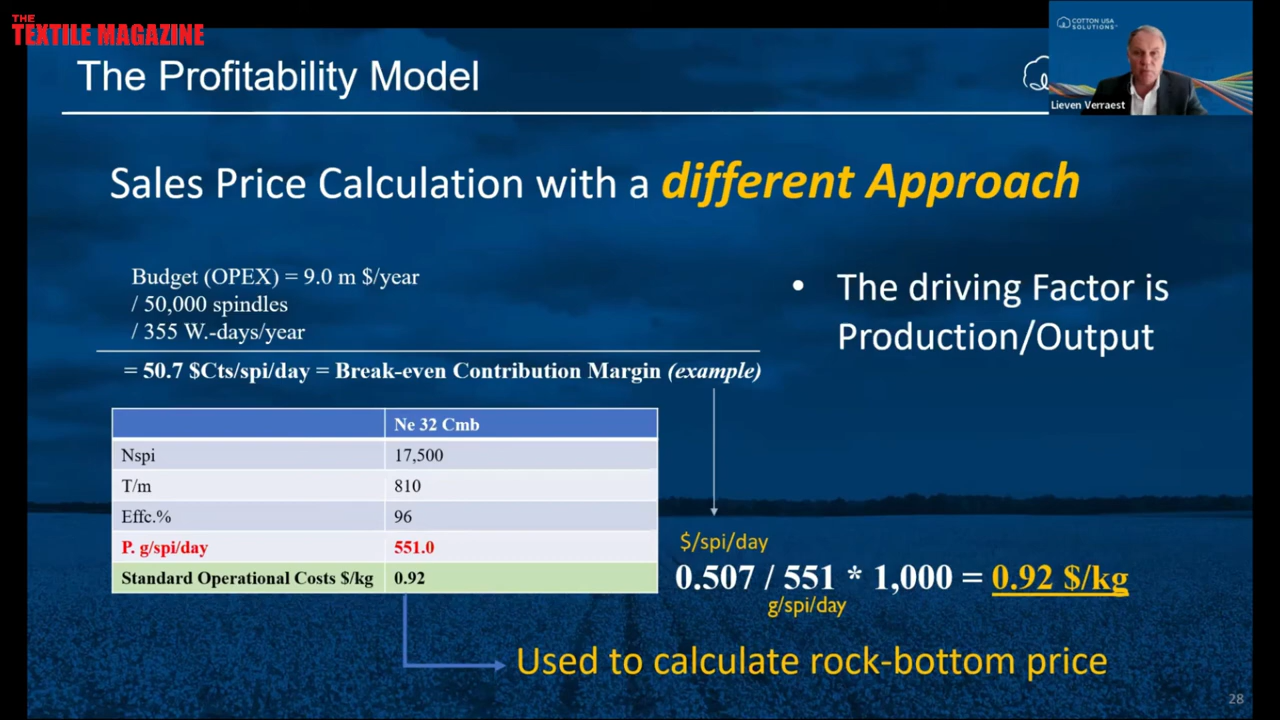 THE
TEXTILE MAGAZINE
COTTON USA
SOLUTIONS™
Lieven Verraest
The Profitability Model
Sales Price Calculation with a different Approach
Budget (OPEX) = 9.0 m $/year
/ 50,000 spindles
/ 355 W.-days/year
= 50.7 $Cts/spi/day = Break-even Contribution Margin (example)
• The driving Factor is
Production/Output
Ne 32 Cmb
Nspi 17,500
T/m 810
Effc.% 96
P. g/spi/day 551.0
Standard Operational Costs $/kg 0.92
$/spi/day
0.507 / 551 * 1,000 = 0.92 $/kg
g/spi/day
Used to calculate rock-bottom price
28